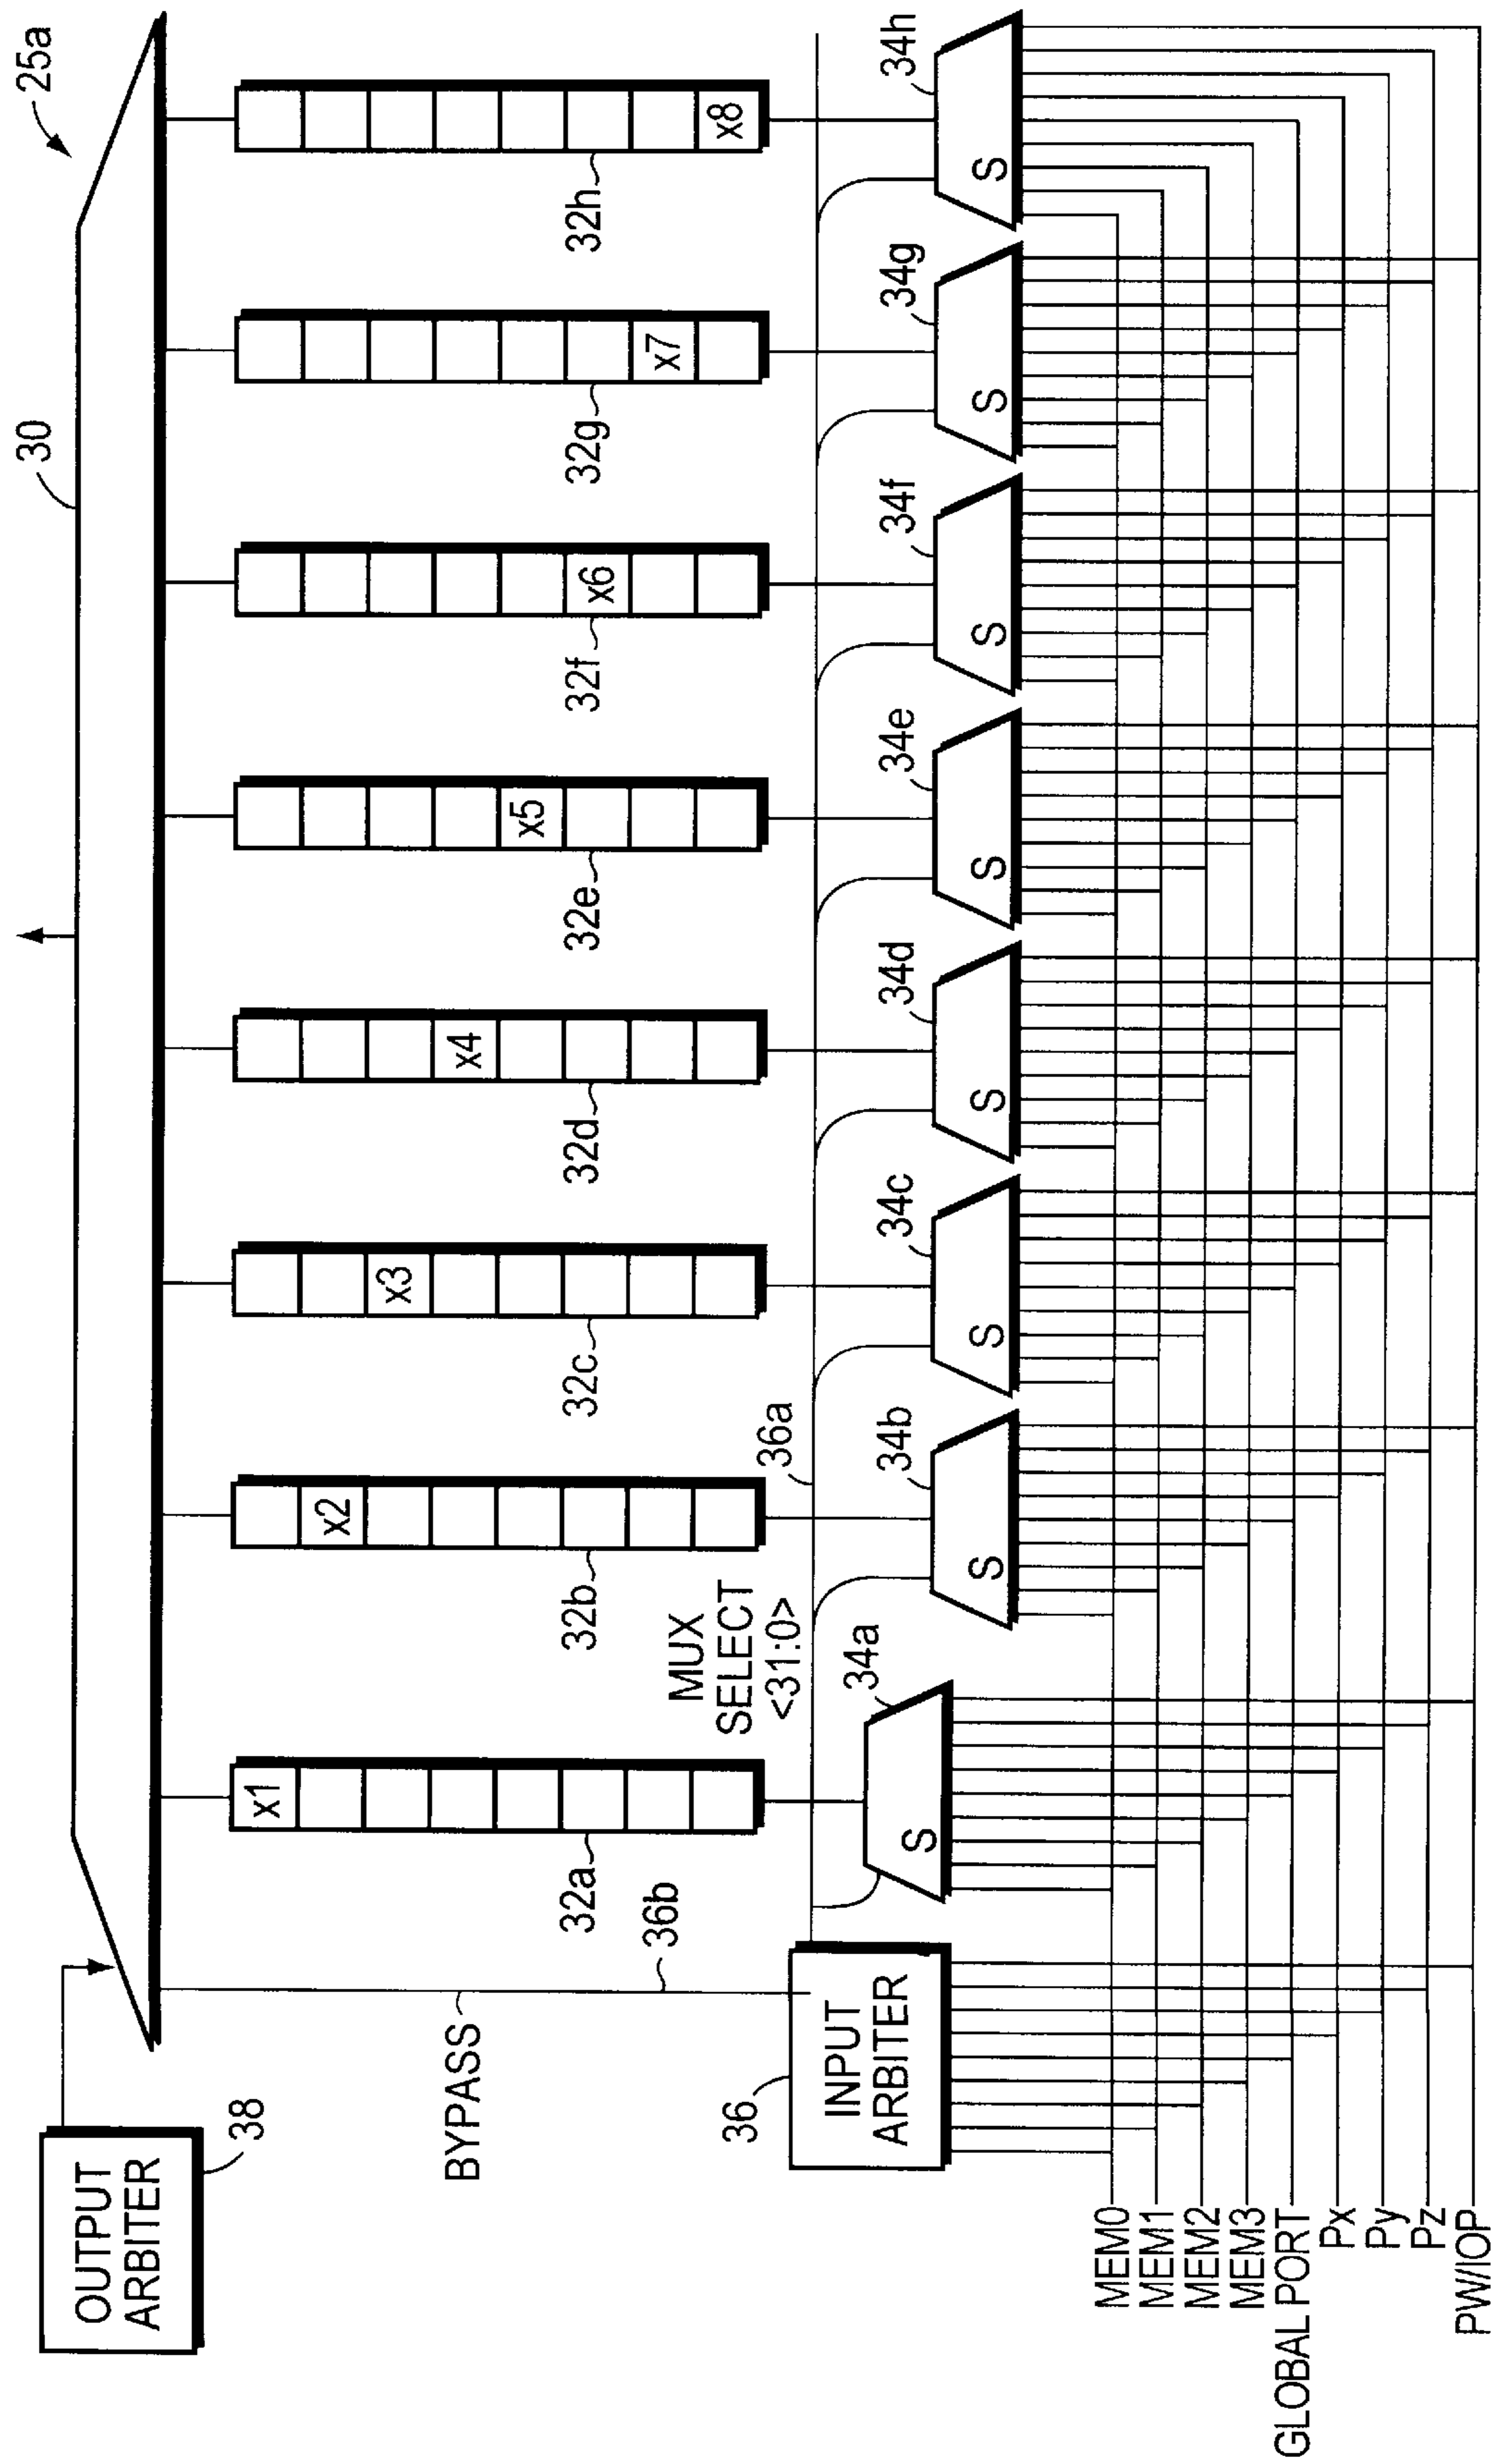 25a
30
OUTPUT
ARBITER
38
x1
x2
x3
x4
x5
x6
x7
x8
32a
32b
32c
32d
32e
32f
32g
32h
BYPASS
36b
MUX
SELECT
<31:0>
36a
36
INPUT
ARBITER
34a
34b
34c
34d
34e
34f
34g
34h
S
S
S
S
S
S
S
S
MEM0
MEM1
MEM2
MEM3
GLOBAL PORT
Px
Py
Pz
PW/IOP